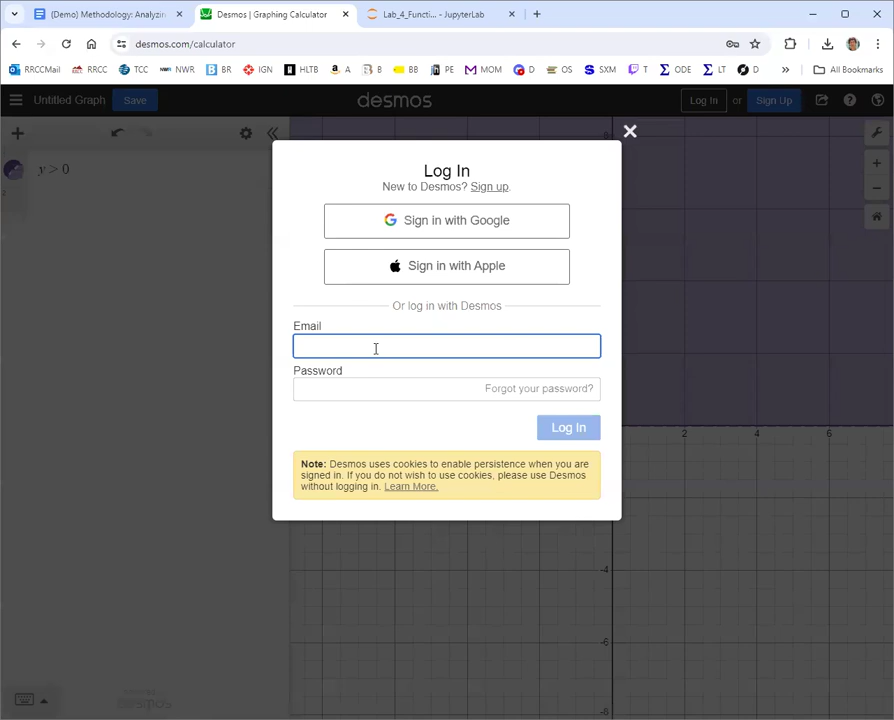 (Demo) Methodology: Analyzin
Desmos | Graphing Calculator
Lab_4_Functi... - JupyterLab
desmos.com/calculator
RRCCMail
RRCC
TCC
NWR
BR
IGN
HLTB
A
B
BB
PE
MOM
D
OS
SXM
T
ODE
LT
D
All Bookmarks
Untitled Graph
Save
desmos
Log In
or
Sign Up
y > 0
Log In
New to Desmos? Sign up.
Sign in with Google
Sign in with Apple
Or log in with Desmos
Email
Password
Forgot your password?
Log In
Note: Desmos uses cookies to enable persistence when you are
signed in. If you do not wish to use cookies, please use Desmos
without logging in. Learn More.
2
4
6
-4
-6
-8
desmos